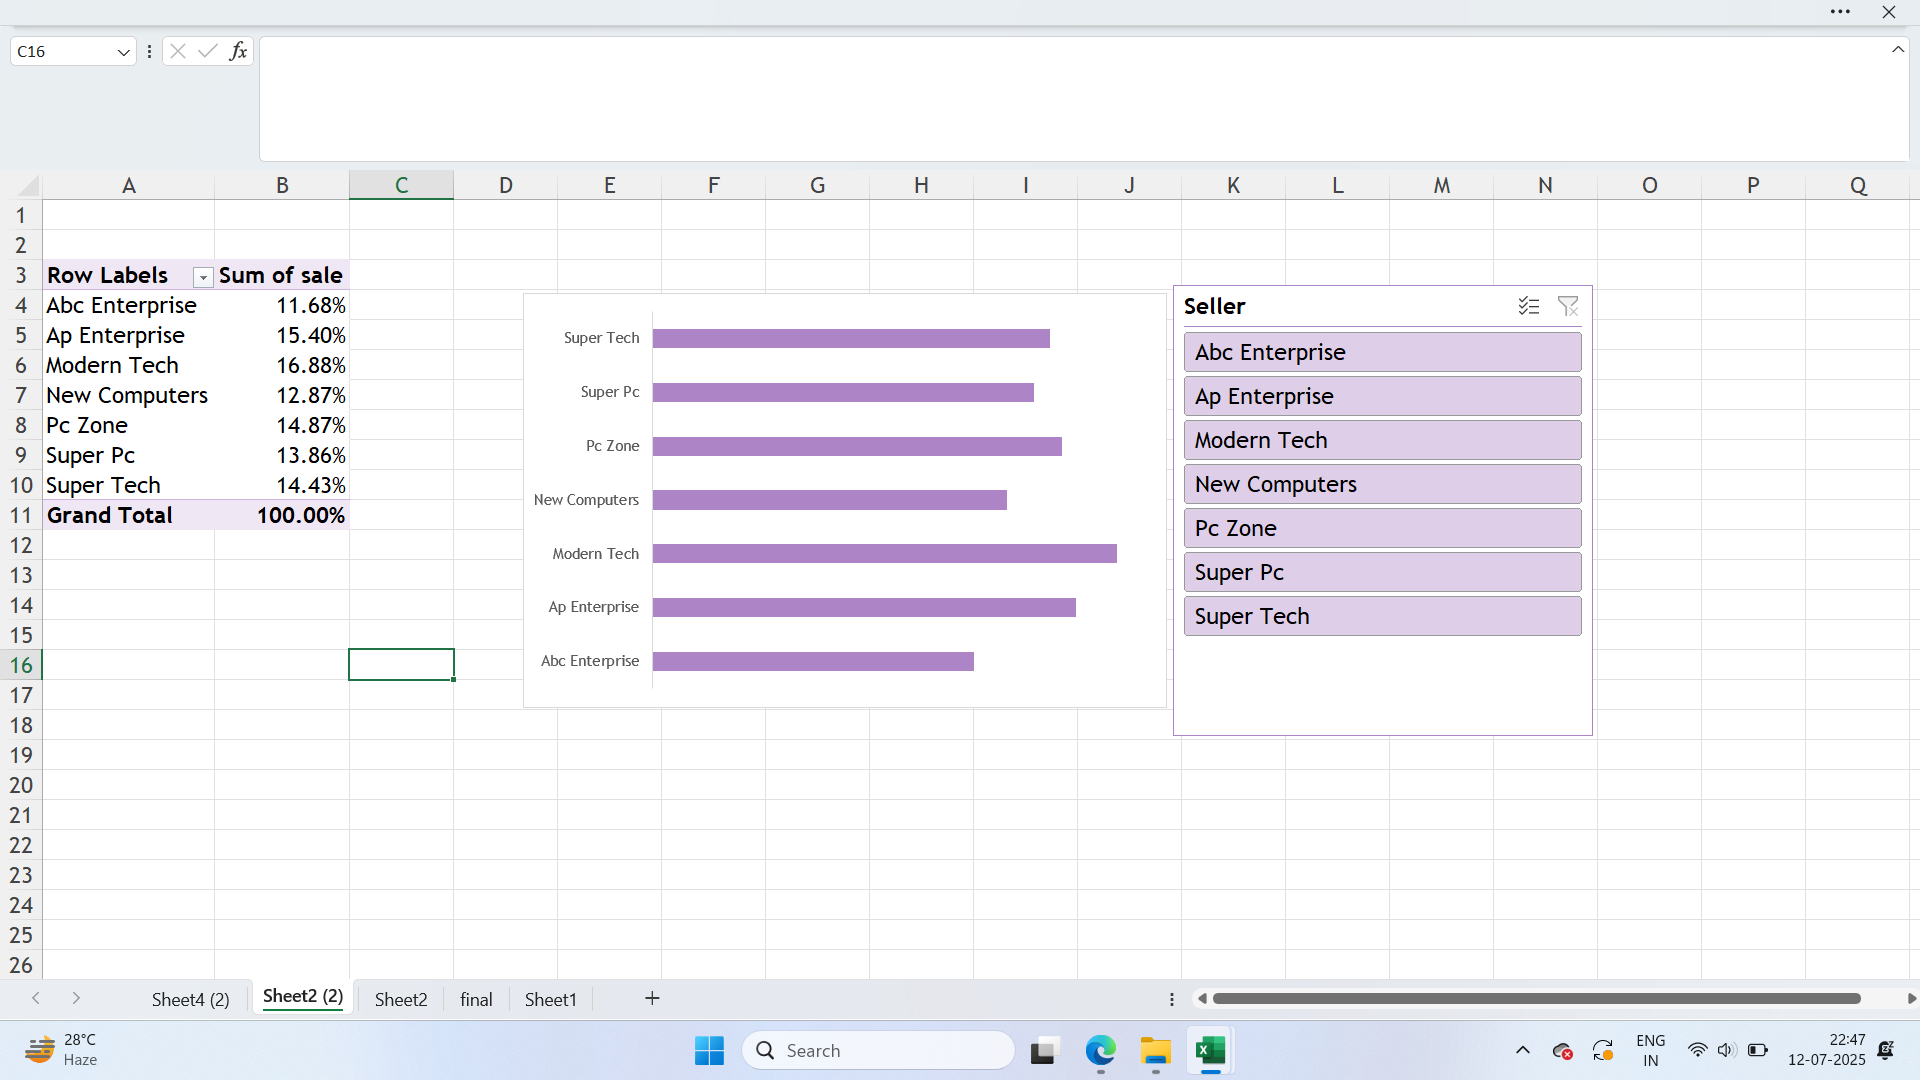 C16
fx
A B C D E F G H I J K L M N O P Q
1
2
3 Row Labels Sum of sale
4 Abc Enterprise 11.68%
5 Ap Enterprise 15.40%
6 Modern Tech 16.88%
7 New Computers 12.87%
8 Pc Zone 14.87%
9 Super Pc 13.86%
10 Super Tech 14.43%
11 Grand Total 100.00%
12
13
14
15
16
17
18
19
20
21
22
23
24
25
26
Super Tech
Super Pc
Pc Zone
New Computers
Modern Tech
Ap Enterprise
Abc Enterprise
Seller
Abc Enterprise
Ap Enterprise
Modern Tech
New Computers
Pc Zone
Super Pc
Super Tech
Sheet4 (2) Sheet2 (2) Sheet2 final Sheet1
28°C
Haze
Search
ENG
IN
22:47
12-07-2025